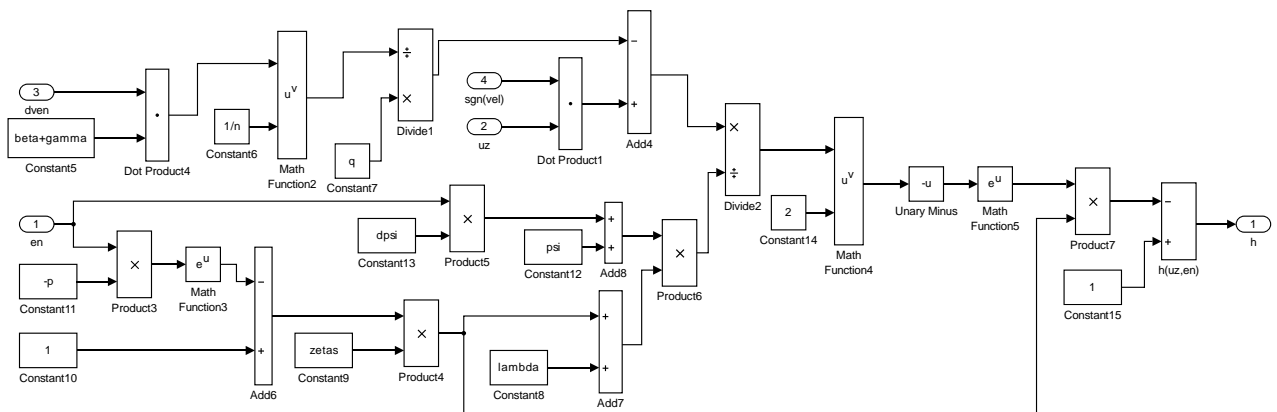 3
dven
beta+gamma
Constant5
Dot Product4
1/n
Constant6
u^v
Math
Function2
÷
×
Divide1
q
Constant7
4
sgn(vel)
2
uz
Dot Product1
−
+
Add4
×
÷
Divide2
2
Constant14
u^v
Math
Function4
-u
Unary Minus
e^u
Math
Function5
×
Product7
−
+
h(uz,en)
1
h
1
Constant15
1
en
×
Product3
-p
Constant11
e^u
Math
Function3
1
Constant10
−
+
Add6
dpsi
Constant13
×
Product5
psi
Constant12
+
+
Add8
×
Product6
zetas
Constant9
×
Product4
lambda
Constant8
+
+
Add7